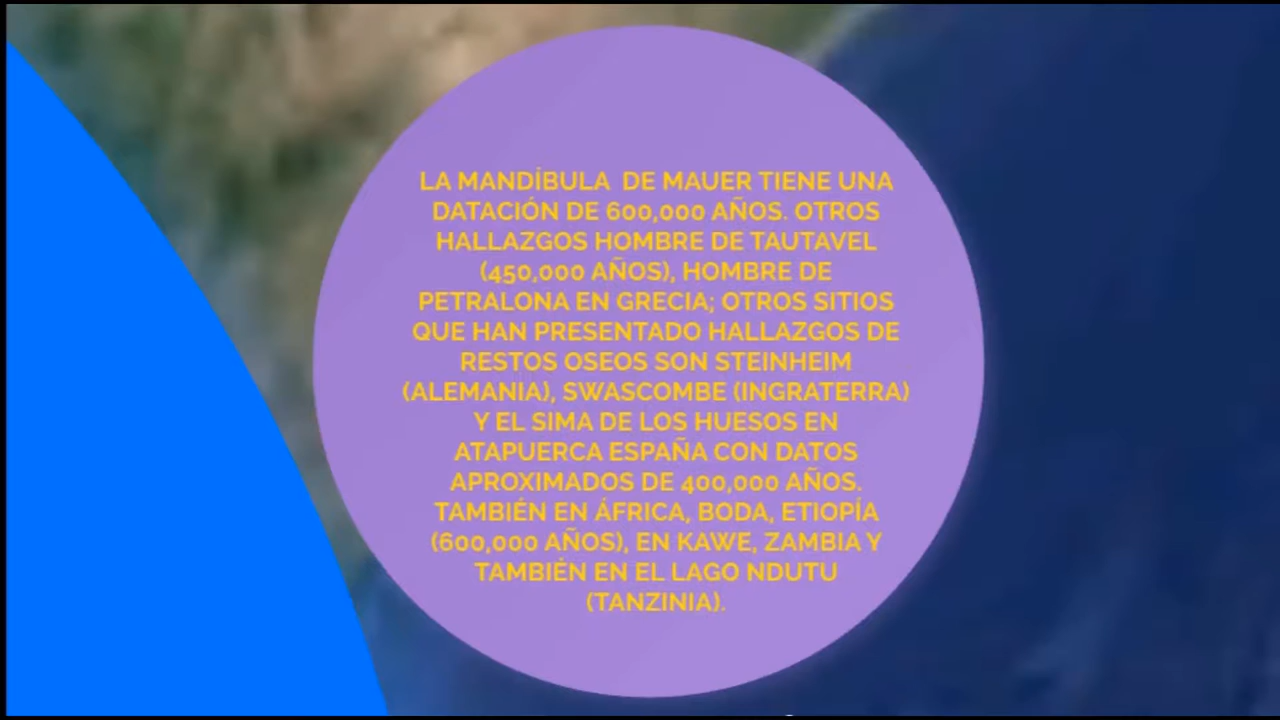 LA MANDÍBULA DE MAUER TIENE UNA
DATACIÓN DE 600,000 AÑOS. OTROS
HALLAZGOS HOMBRE DE TAUTAVEL
(450,000 AÑOS), HOMBRE DE
PETRALONA EN GRECIA; OTROS SITIOS
QUE HAN PRESENTADO HALLAZGOS DE
RESTOS OSEOS SON STEINHEIM
(ALEMANIA), SWASCOMBE (INGRATERRA)
Y EL SIMA DE LOS HUESOS EN
ATAPUERCA ESPAÑA CON DATOS
APROXIMADOS DE 400,000 AÑOS.
TAMBIÉN EN ÁFRICA, BODA, ETIOPÍA
(600,000 AÑOS), EN KAWE, ZAMBIA Y
TAMBIÉN EN EL LAGO NDUTU
(TANZINIA).